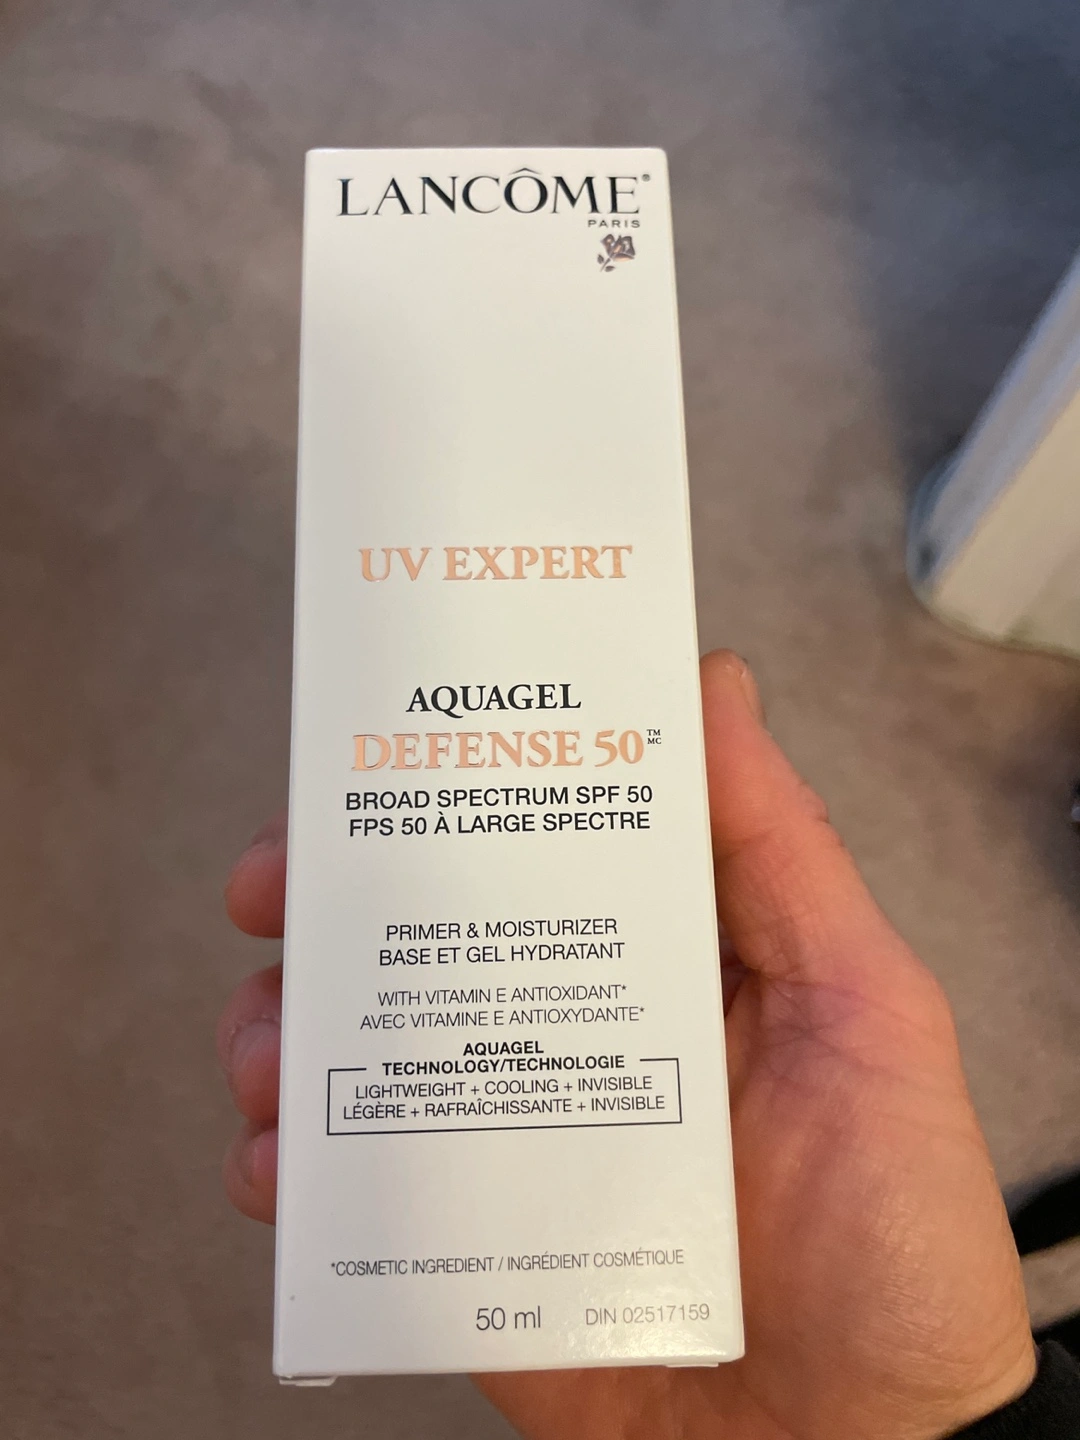 LANCÔME®
PARIS
UV EXPERT
AQUAGEL
DEFENSE 50™ MC
BROAD SPECTRUM SPF 50
FPS 50 À LARGE SPECTRE
PRIMER & MOISTURIZER
BASE ET GEL HYDRATANT
WITH VITAMIN E ANTIOXIDANT*
AVEC VITAMINE E ANTIOXYDANTE*
AQUAGEL
TECHNOLOGY/TECHNOLOGIE
LIGHTWEIGHT + COOLING + INVISIBLE
LÉGÈRE + RAFRAÎCHISSANTE + INVISIBLE
*COSMETIC INGREDIENT / INGRÉDIENT COSMÉTIQUE
50 ml DIN 02517159